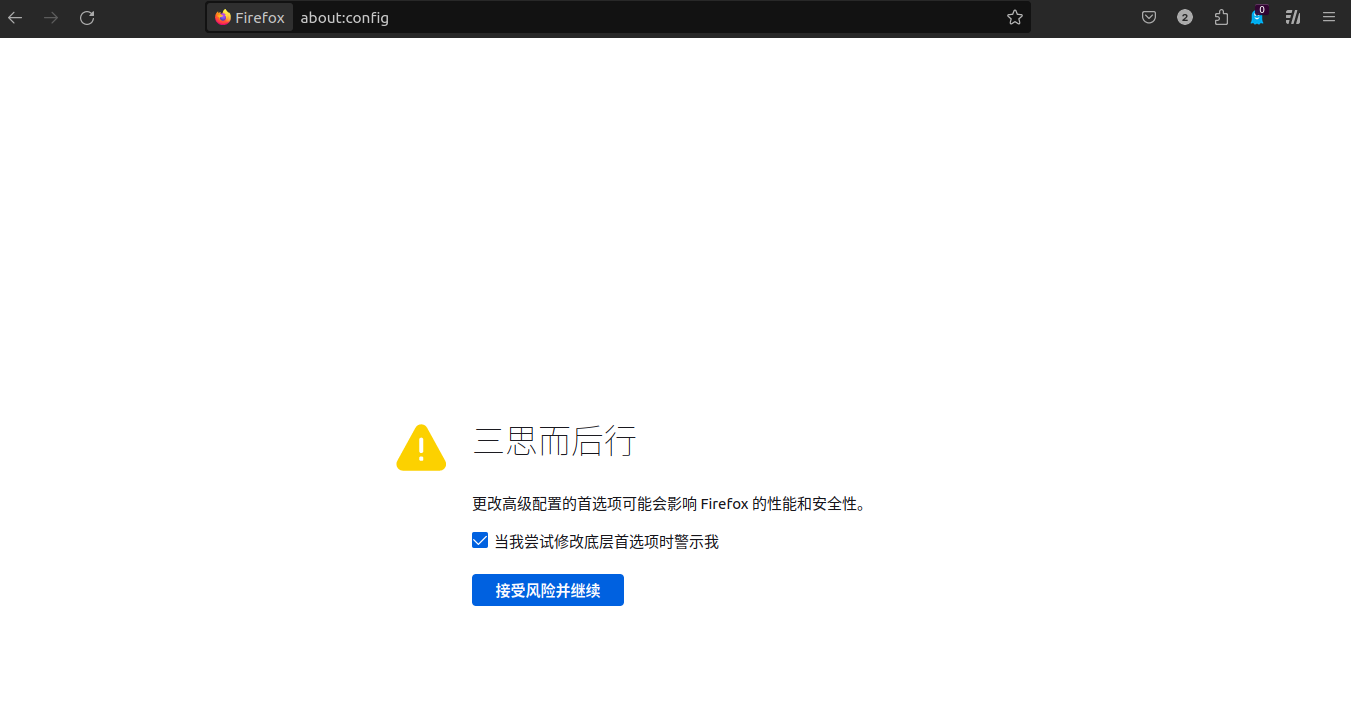 Firefox about:config 2 0
三思而后行
更改高级配置的首选项可能会影响 Firefox 的性能和安全性。
当我尝试修改底层首选项时警示我
接受风险并继续